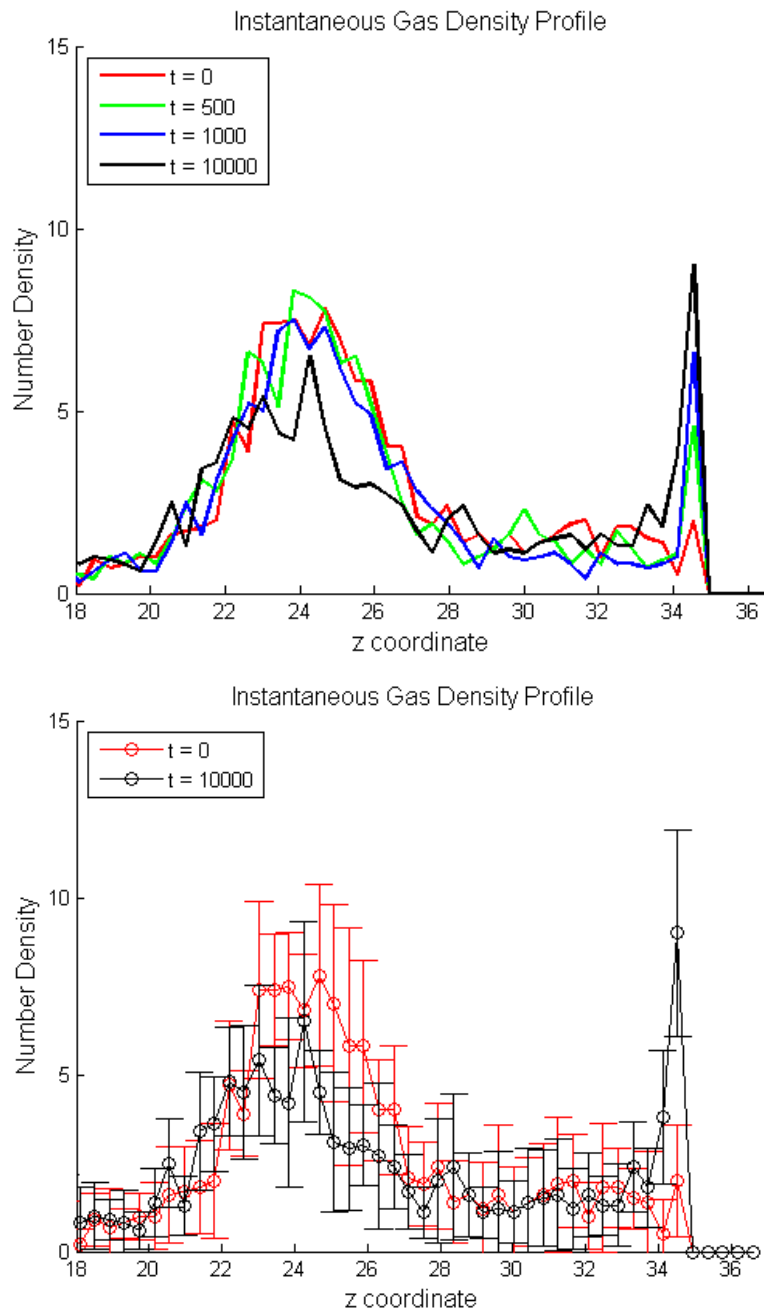 Instantaneous Gas Density Profile
15
t = 0
t = 500
t = 1000
t = 10000
10
Number Density
5
0
18 20 22 24 26 28 30 32 34 36
z coordinate
Instantaneous Gas Density Profile
15
t = 0
t = 10000
10
Number Density
5
0
18 20 22 24 26 28 30 32 34 36
z coordinate